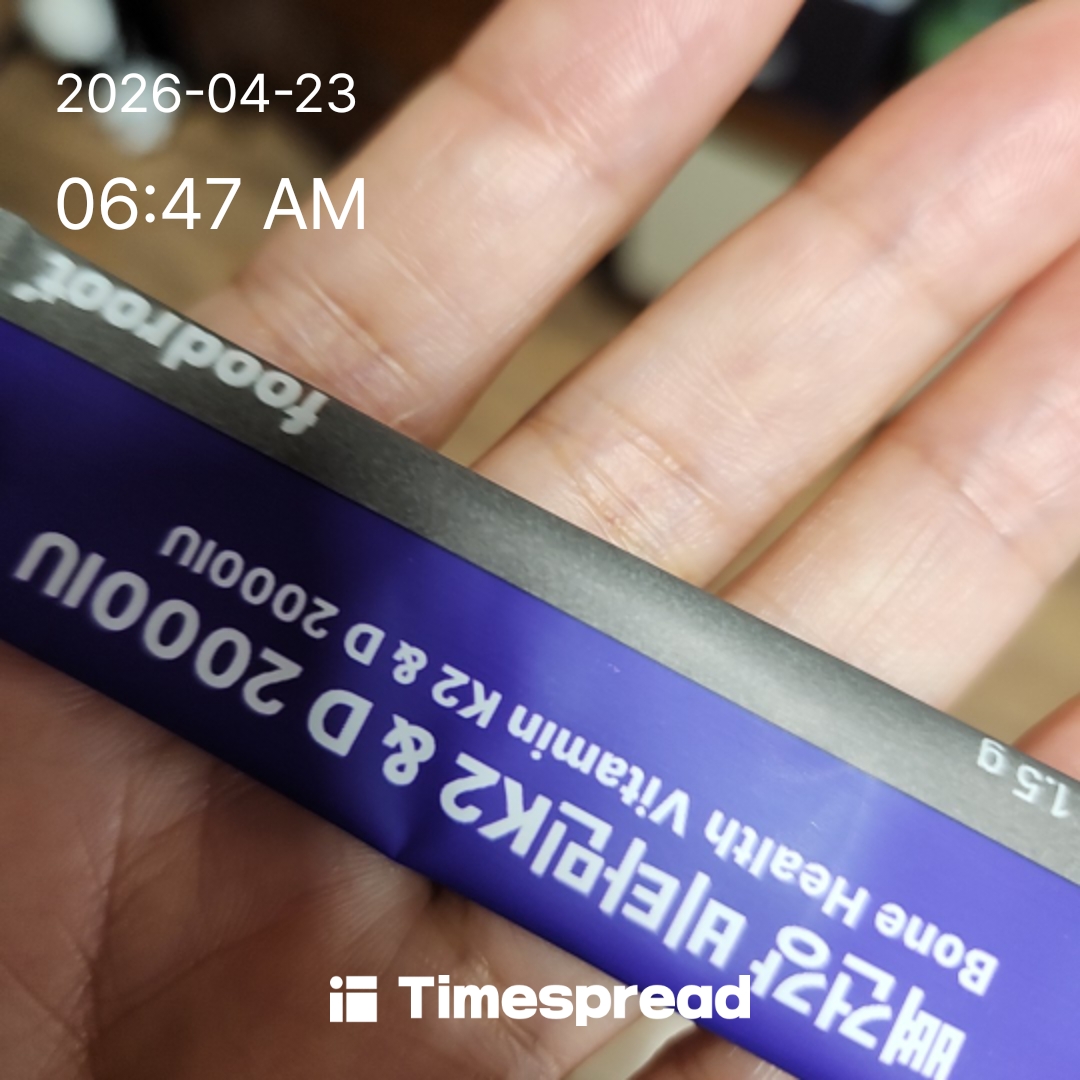 2026-04-23
06:47 AM
뼈건강 비타민K2 & D 2000IU
Bone Health Vitamin K2 & D 2000IU
1.5 g
foodroot
Timespread